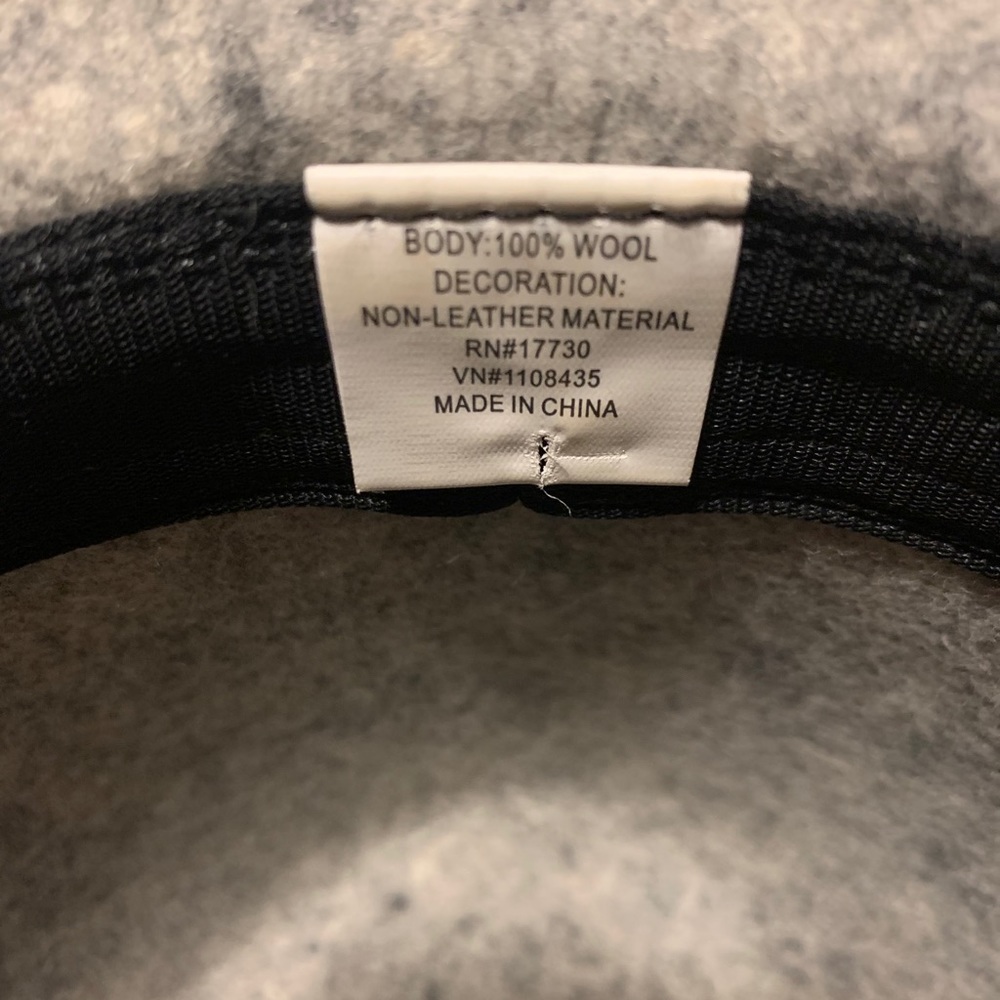 BODY:100% WOOL
DECORATION:
NON-LEATHER MATERIAL
RN#17730
VN#1108435
MADE IN CHINA